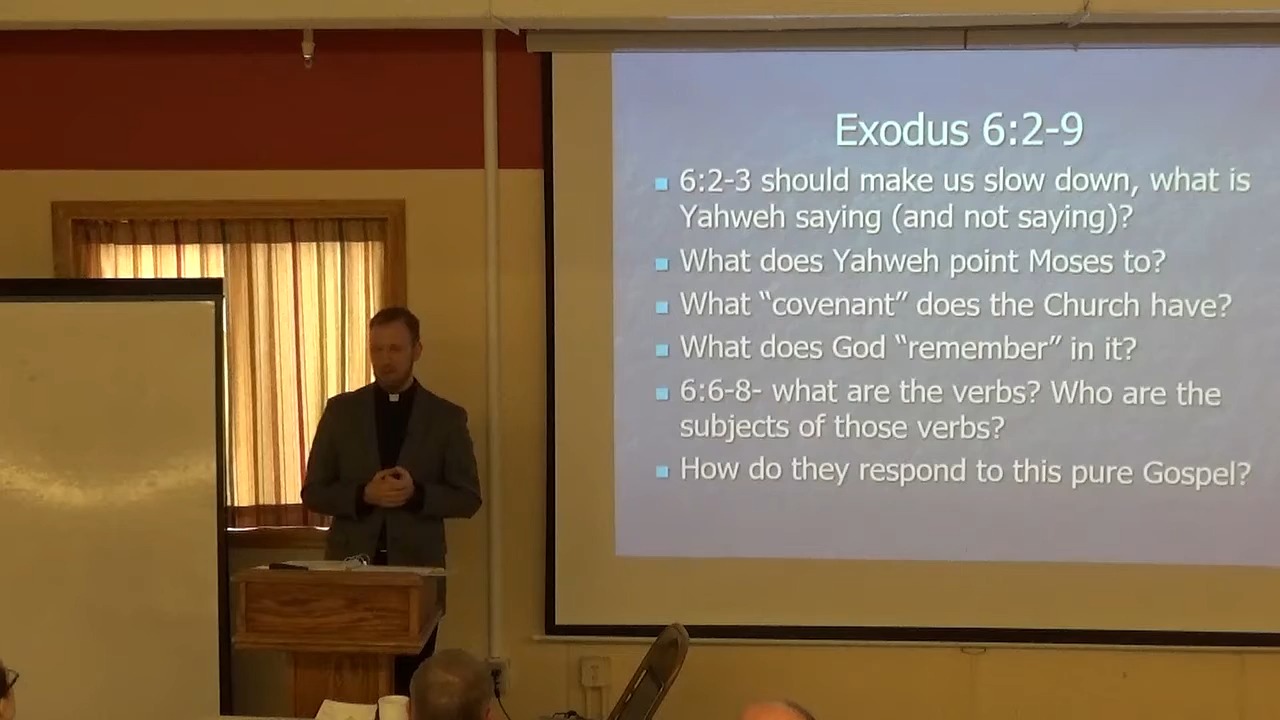 Exodus 6:2-9
6:2-3 should make us slow down, what is
Yahweh saying (and not saying)?
What does Yahweh point Moses to?
What “covenant” does the Church have?
What does God “remember” in it?
6:6-8- what are the verbs? Who are the
subjects of those verbs?
How do they respond to this pure Gospel?